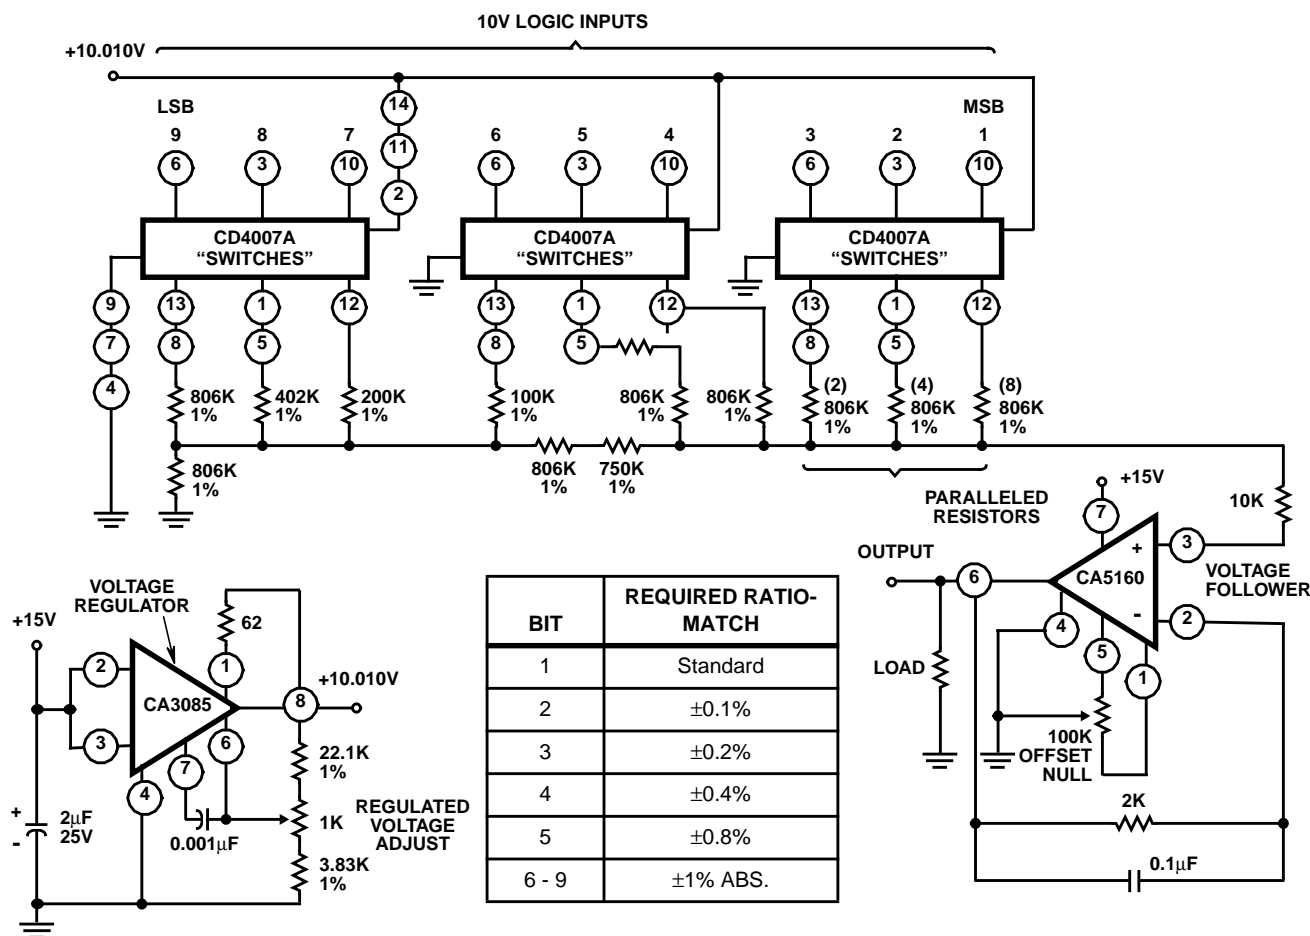 10V LOGIC INPUTS
+10.010V
LSB
MSB
9 8 7 6 5 4 3 2 1
6 3 10 14 11 2 6 3 10 6 3 10
CD4007A
“SWITCHES”
CD4007A
“SWITCHES”
CD4007A
“SWITCHES”
9 7 4
13 8 1 5 12
13 8 1 5 12
13 8 1 5 12
806K
1%
402K
1%
200K
1%
100K
1%
806K
1%
806K
1%
(2)
806K
1%
(4)
806K
1%
(8)
806K
1%
806K
1%
806K
1%
750K
1%
PARALLELED
RESISTORS
+15V
7
10K
OUTPUT
6
CA5160
+
-
3
2
VOLTAGE
FOLLOWER
4
5
1
LOAD
100K
OFFSET
NULL
2K
0.1µF
VOLTAGE
REGULATOR
+15V
62
1
2
3
CA3085
8
+10.010V
6
7
4
22.1K
1%
1K
REGULATED
VOLTAGE
ADJUST
3.83K
1%
0.001µF
+
-
2µF
25V
BIT REQUIRED RATIO-
MATCH
1 Standard
2 ±0.1%
3 ±0.2%
4 ±0.4%
5 ±0.8%
6 - 9 ±1% ABS.